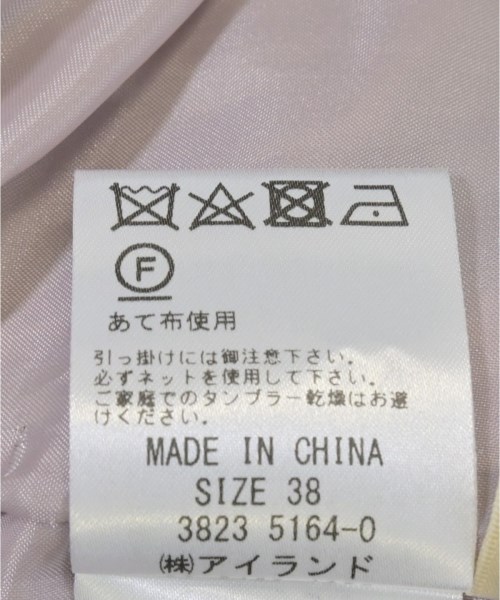 F
あて布使用
引っ掛けには御注意下さい。
必ずネットを使用して下さい。
ご家庭でのタンブラー乾燥はお避
けください。
MADE IN CHINA
SIZE 38
3823 5164-0
㈱アイランド